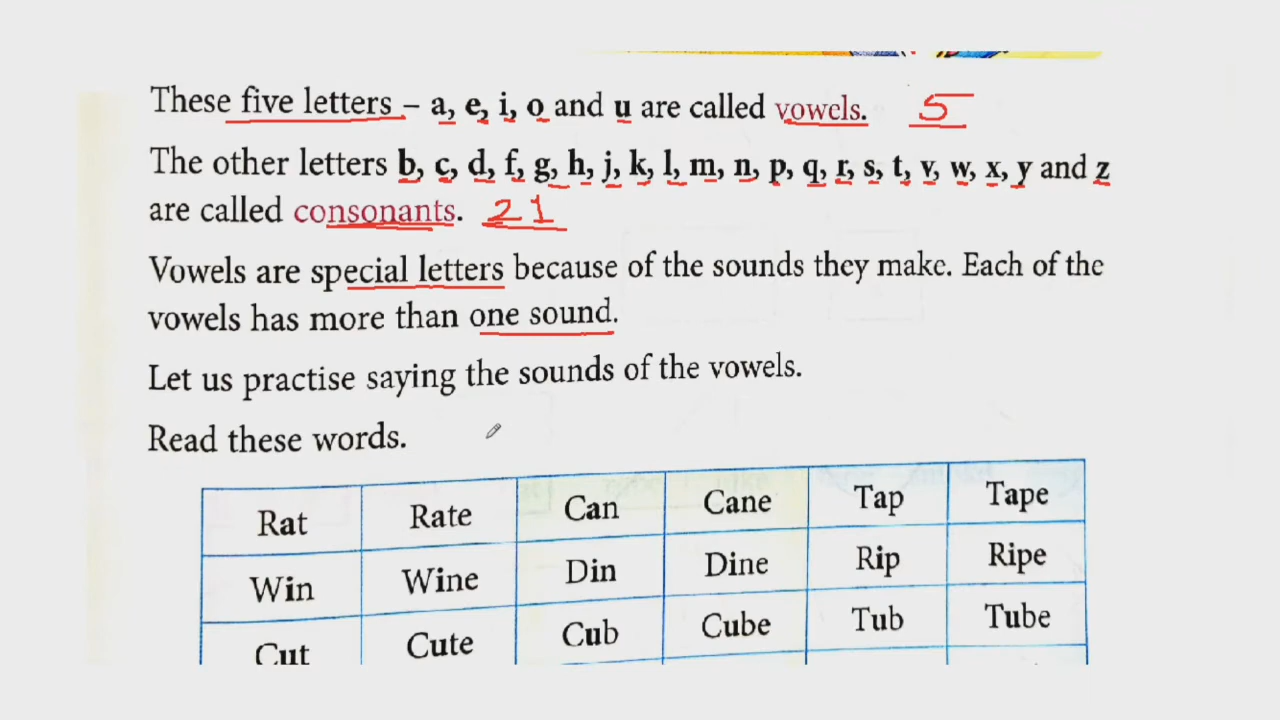 These five letters – a, e, i, o and u are called vowels. 5
The other letters b, c, d, f, g, h, j, k, l, m, n, p, q, r, s, t, v, w, x, y and z
are called consonants. 21
Vowels are special letters because of the sounds they make. Each of the
vowels has more than one sound.
Let us practise saying the sounds of the vowels.
Read these words.
Rat Rate Can Cane Tap Tape
Win Wine Din Dine Rip Ripe
Cut Cute Cub Cube Tub Tube